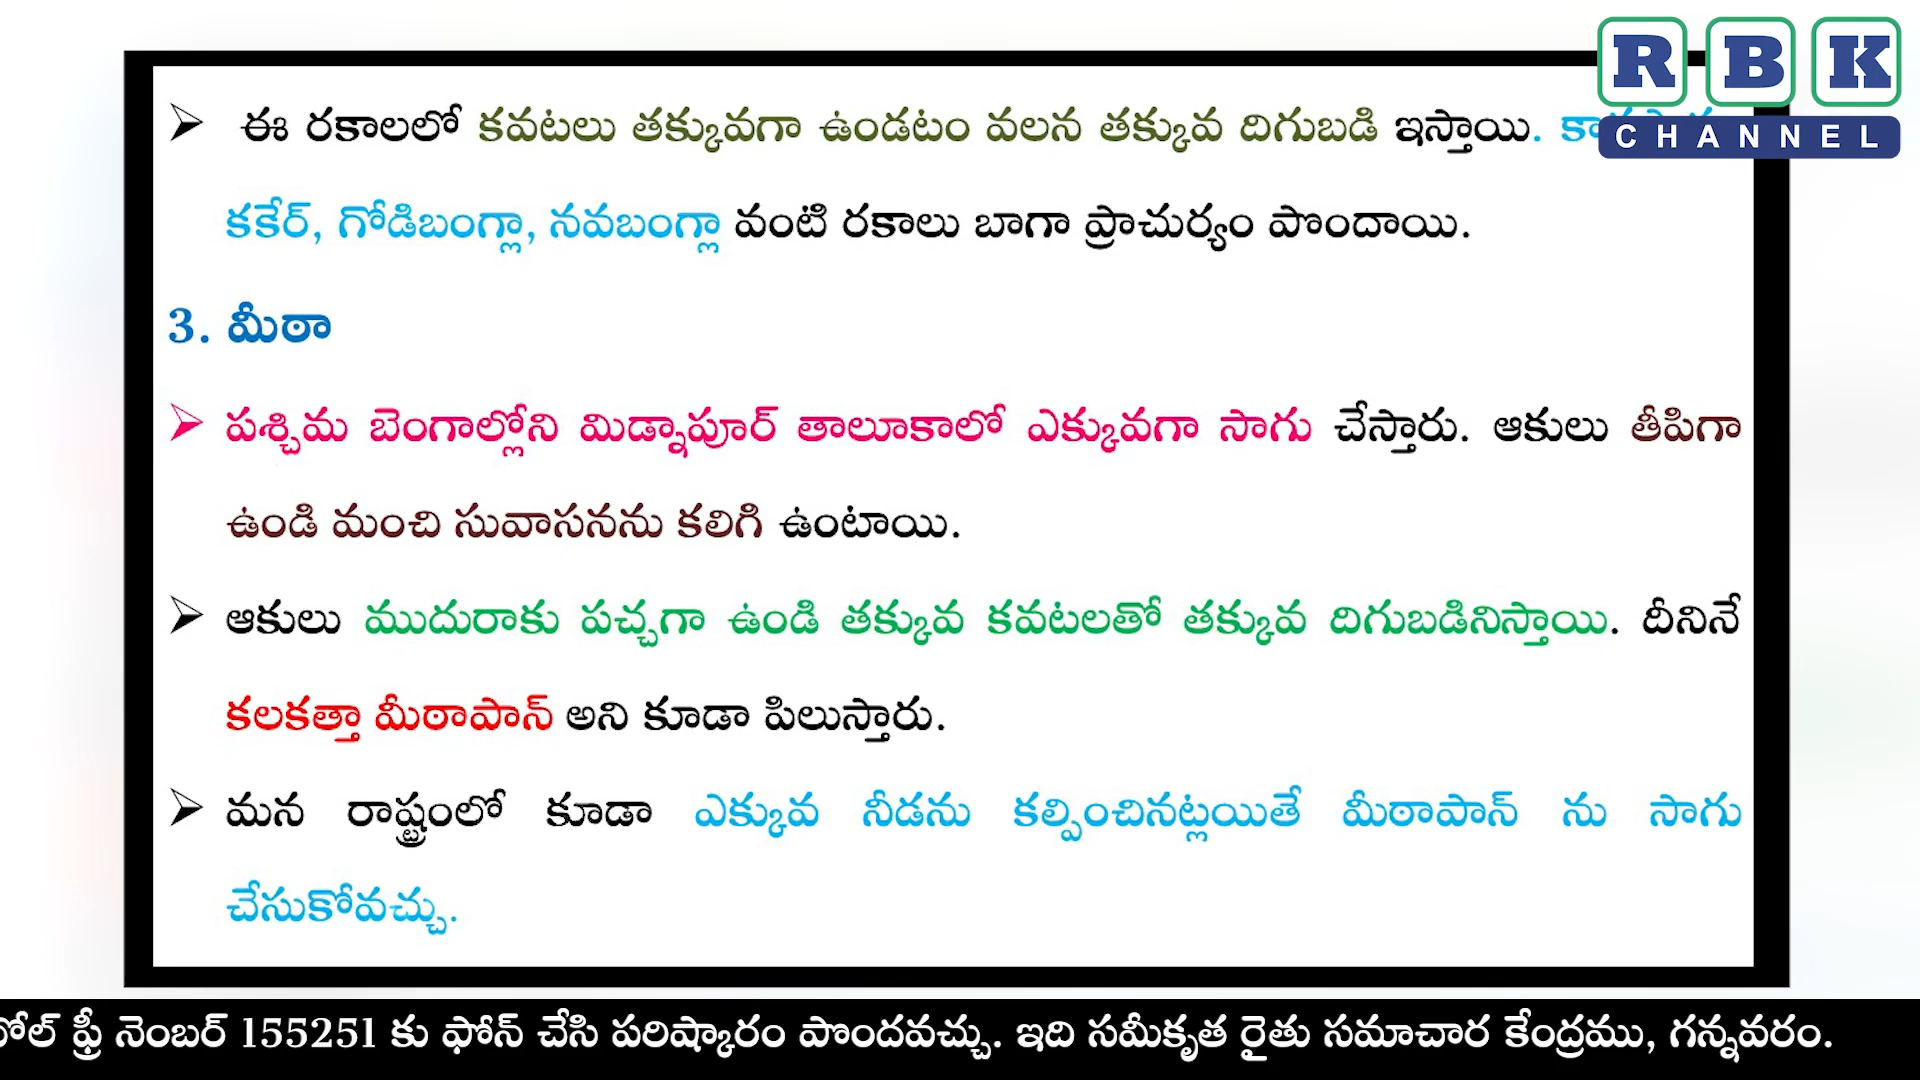 ➢ ఈ రకాలలో కవటలు తక్కువగా ఉండటం వలన తక్కువ దిగుబడి ఇస్తాయి.
కకేర్, గోడిబంగ్లా, నవబంగ్లా వంటి రకాలు బాగా ప్రాచుర్యం పొందాయి.
3. మీఠా
➢ పశ్చిమ బెంగాల్లోని మిడ్నాపూర్ తాలూకాలో ఎక్కువగా సాగు చేస్తారు. ఆకులు తీపిగా
ఉండి మంచి సువాసనను కలిగి ఉంటాయి.
➢ ఆకులు ముదురాకు పచ్చగా ఉండి తక్కువ కవటలతో తక్కువ దిగుబడినిస్తాయి. దీనినే
కలకత్తా మీఠాపాన్ అని కూడా పిలుస్తారు.
➢ మన రాష్ట్రంలో కూడా ఎక్కువ నీడను కల్పించినట్లయితే మీఠాపాన్ ను సాగు
చేసుకోవచ్చు.
RBK
CHANNEL
ఫ్రీ నెంబర్ 155251 కు ఫోన్ చేసి పరిష్కారం పొందవచ్చు. ఇది సమీకృత రైతు సమాచార కేంద్రము, గన్నవరం.